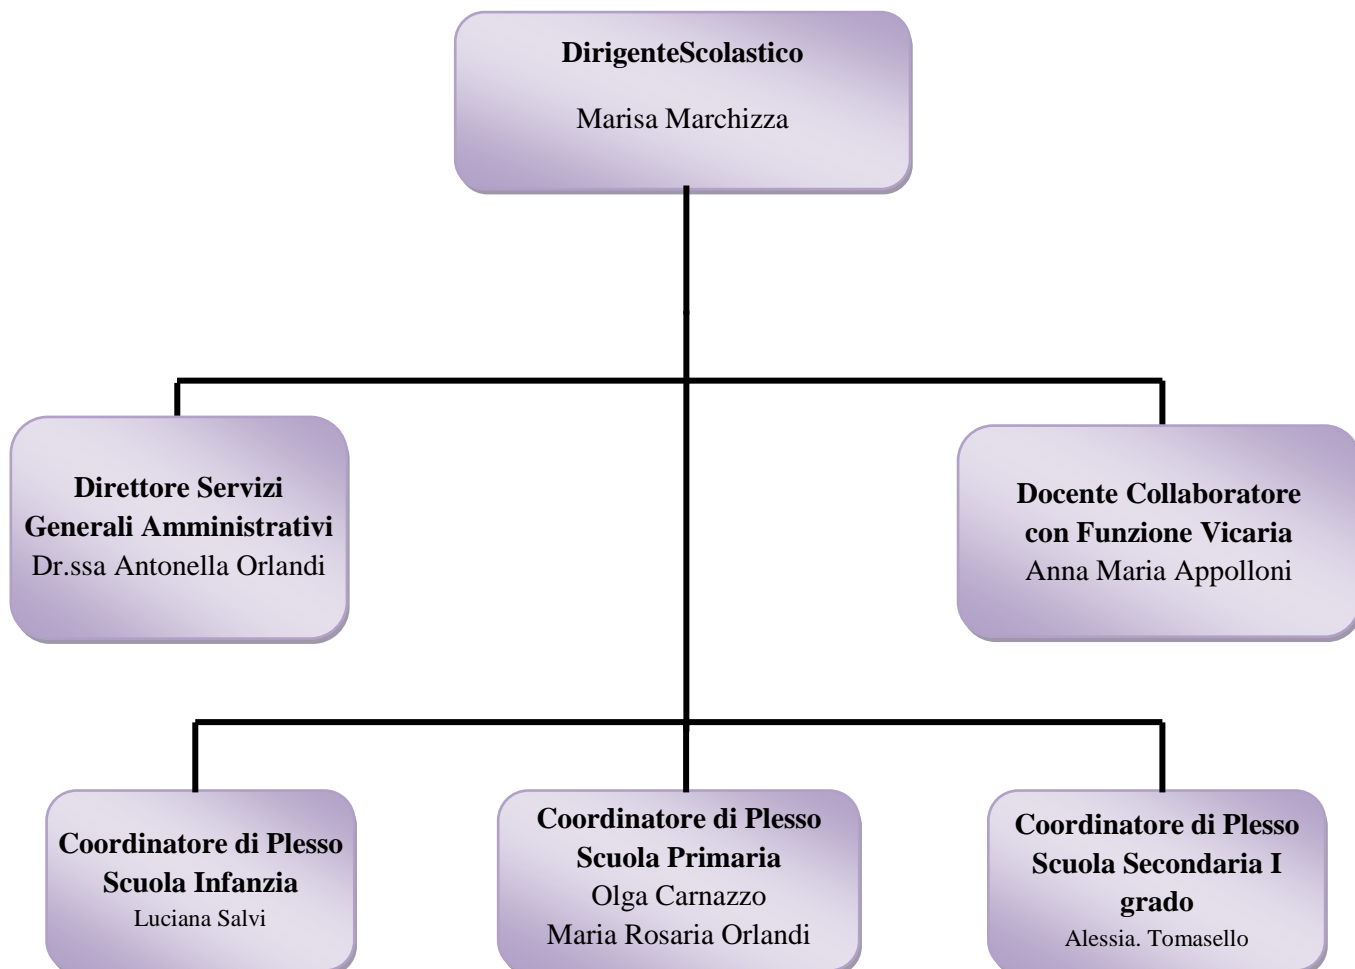 DirigenteScolastico
Marisa Marchizza
Direttore Servizi
Generali Amministrativi
Dr.ssa Antonella Orlandi
Docente Collaboratore
con Funzione Vicaria
Anna Maria Appolloni
Coordinatore di Plesso
Scuola Infanzia
Luciana Salvi
Coordinatore di Plesso
Scuola Primaria
Olga Carnazzo
Maria Rosaria Orlandi
Coordinatore di Plesso
Scuola Secondaria I
grado
Alessia. Tomasello